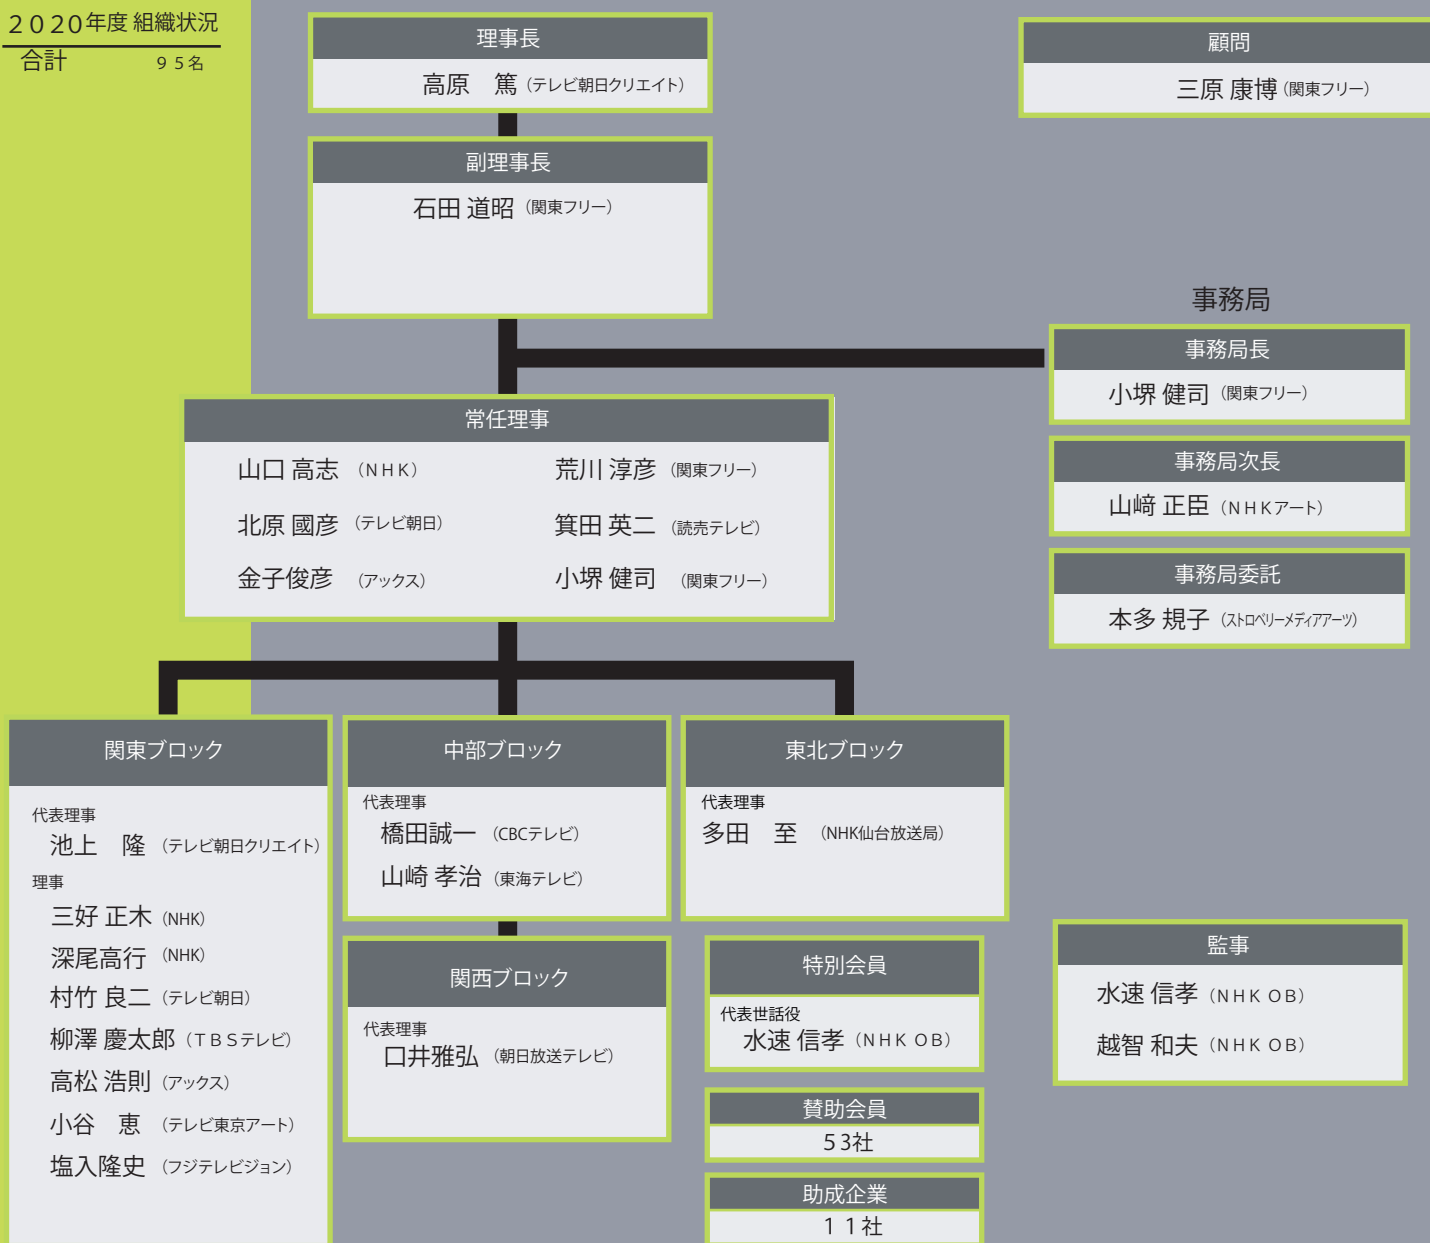 ２０２０年度 組織状況
合計 ９５名
理事長
高原　篤（テレビ朝日クリエイト）
顧問
三原 康博（関東フリー）
副理事長
石田 道昭（関東フリー）
事務局
事務局長
小堺 健司（関東フリー）
事務局次長
山﨑 正臣（ＮＨＫアート）
事務局委託
本多 規子（ストロベリーメディアアーツ）
常任理事
山口 高志（ＮＨＫ） 荒川 淳彦（関東フリー）
北原 國彦（テレビ朝日） 箕田 英二（読売テレビ）
金子俊彦（アックス） 小堺 健司（関東フリー）
関東ブロック
代表理事
池上　隆（テレビ朝日クリエイト）
理事
三好 正木（NHK）
深尾高行（NHK）
村竹 良二（テレビ朝日）
柳澤 慶太郎（ＴＢＳテレビ）
高松 浩則（アックス）
小谷　恵（テレビ東京アート）
塩入隆史（フジテレビジョン）
中部ブロック
代表理事
橋田誠一（CBCテレビ）
山崎 孝治（東海テレビ）
関西ブロック
代表理事
口井雅弘（朝日放送テレビ）
東北ブロック
代表理事
多田　至（NHK仙台放送局）
特別会員
代表世話役
水速 信孝（ＮＨＫ ＯＢ）
賛助会員
５３社
助成企業
１１社
監事
水速 信孝（ＮＨＫ ＯＢ）
越智 和夫（ＮＨＫ ＯＢ）